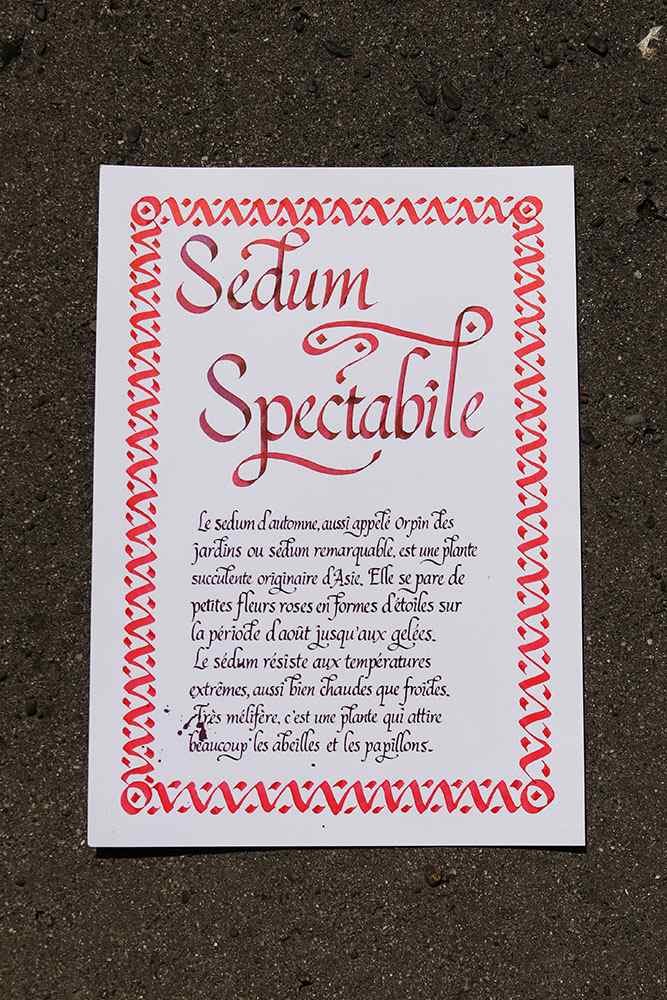 Sedum
Spectabile
Le sedum d'automne, aussi appelé Orpin des
jardins ou sédum remarquable, est une plante
succulente originaire d'Asie. Elle se pare de
petites fleurs roses en formes d'étoiles sur
la période d'août jusqu'aux gelées.
Le sédum résiste aux températures
extrêmes, aussi bien chaudes que froides.
Très mélifère, c'est une plante qui attire
beaucoup les abeilles et les papillons.